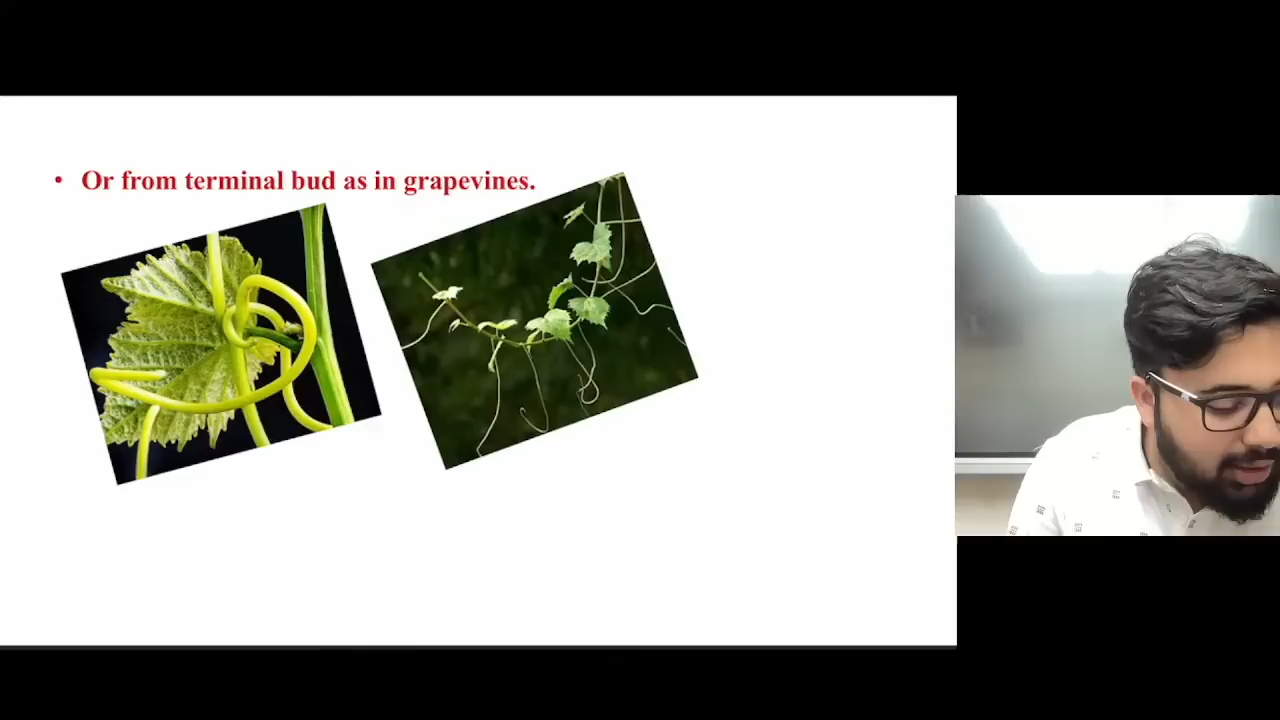 • Or from terminal bud as in grapevines.